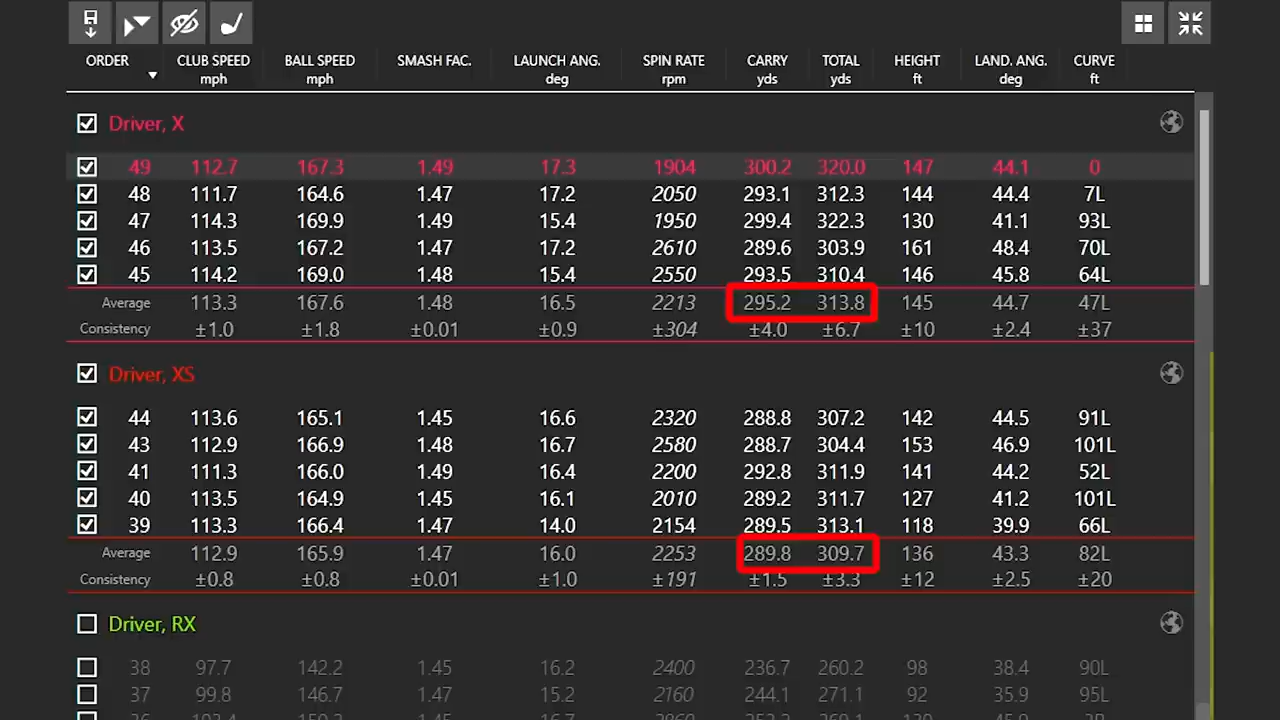 ORDER CLUB SPEED BALL SPEED SMASH FAC. LAUNCH ANG. SPIN RATE CARRY TOTAL HEIGHT LAND. ANG. CURVE
mph mph deg rpm yds yds ft deg ft
Driver, X
49 112.7 167.3 1.49 17.3 1904 300.2 320.0 147 44.1 0
48 111.7 164.6 1.47 17.2 2050 293.1 312.3 144 44.4 7L
47 114.3 169.9 1.49 15.4 1950 299.4 322.3 130 41.1 93L
46 113.5 167.2 1.47 17.2 2610 289.6 303.9 161 48.4 70L
45 114.2 169.0 1.48 15.4 2550 293.5 310.4 146 45.8 64L
Average 113.3 167.6 1.48 16.5 2213 295.2 313.8 145 44.7 47L
Consistency ±1.0 ±1.8 ±0.01 ±0.9 ±304 ±4.0 ±6.7 ±10 ±2.4 ±37
Driver, XS
44 113.6 165.1 1.45 16.6 2320 288.8 307.2 142 44.5 91L
43 112.9 166.9 1.48 16.7 2580 288.7 304.4 153 46.9 101L
41 111.3 166.0 1.49 16.4 2200 292.8 311.9 141 44.2 52L
40 113.5 164.9 1.45 16.1 2010 289.2 311.7 127 41.2 101L
39 113.3 166.4 1.47 14.0 2154 289.5 313.1 118 39.9 66L
Average 112.9 165.9 1.47 16.0 2253 289.8 309.7 136 43.3 82L
Consistency ±0.8 ±0.8 ±0.01 ±1.0 ±191 ±1.5 ±3.3 ±12 ±2.5 ±20
Driver, RX
38 97.7 142.2 1.45 16.2 2400 236.7 260.2 98 38.4 90L
37 99.8 146.7 1.47 15.2 2160 244.1 271.1 92 35.9 95L